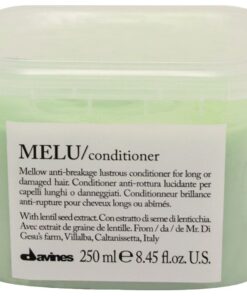 MELU/conditioner
Mellow anti-breakage lustrous conditioner for long or
damaged hair. Conditioner anti-rottura lucidante per
capelli lunghi o danneggiati. Conditionneur brillante
anti-rupture pour cheveux longs ou abîmés.
With lentil seed extract. Con estratto di seme di lenticchia.
Avec extrait de graine de lentille. From / da / de Mr. Di
Gesu's farm, Villalba, Caltanissetta, Italy
davines 250 ml ℮ 8.45 fl.oz. U.S.